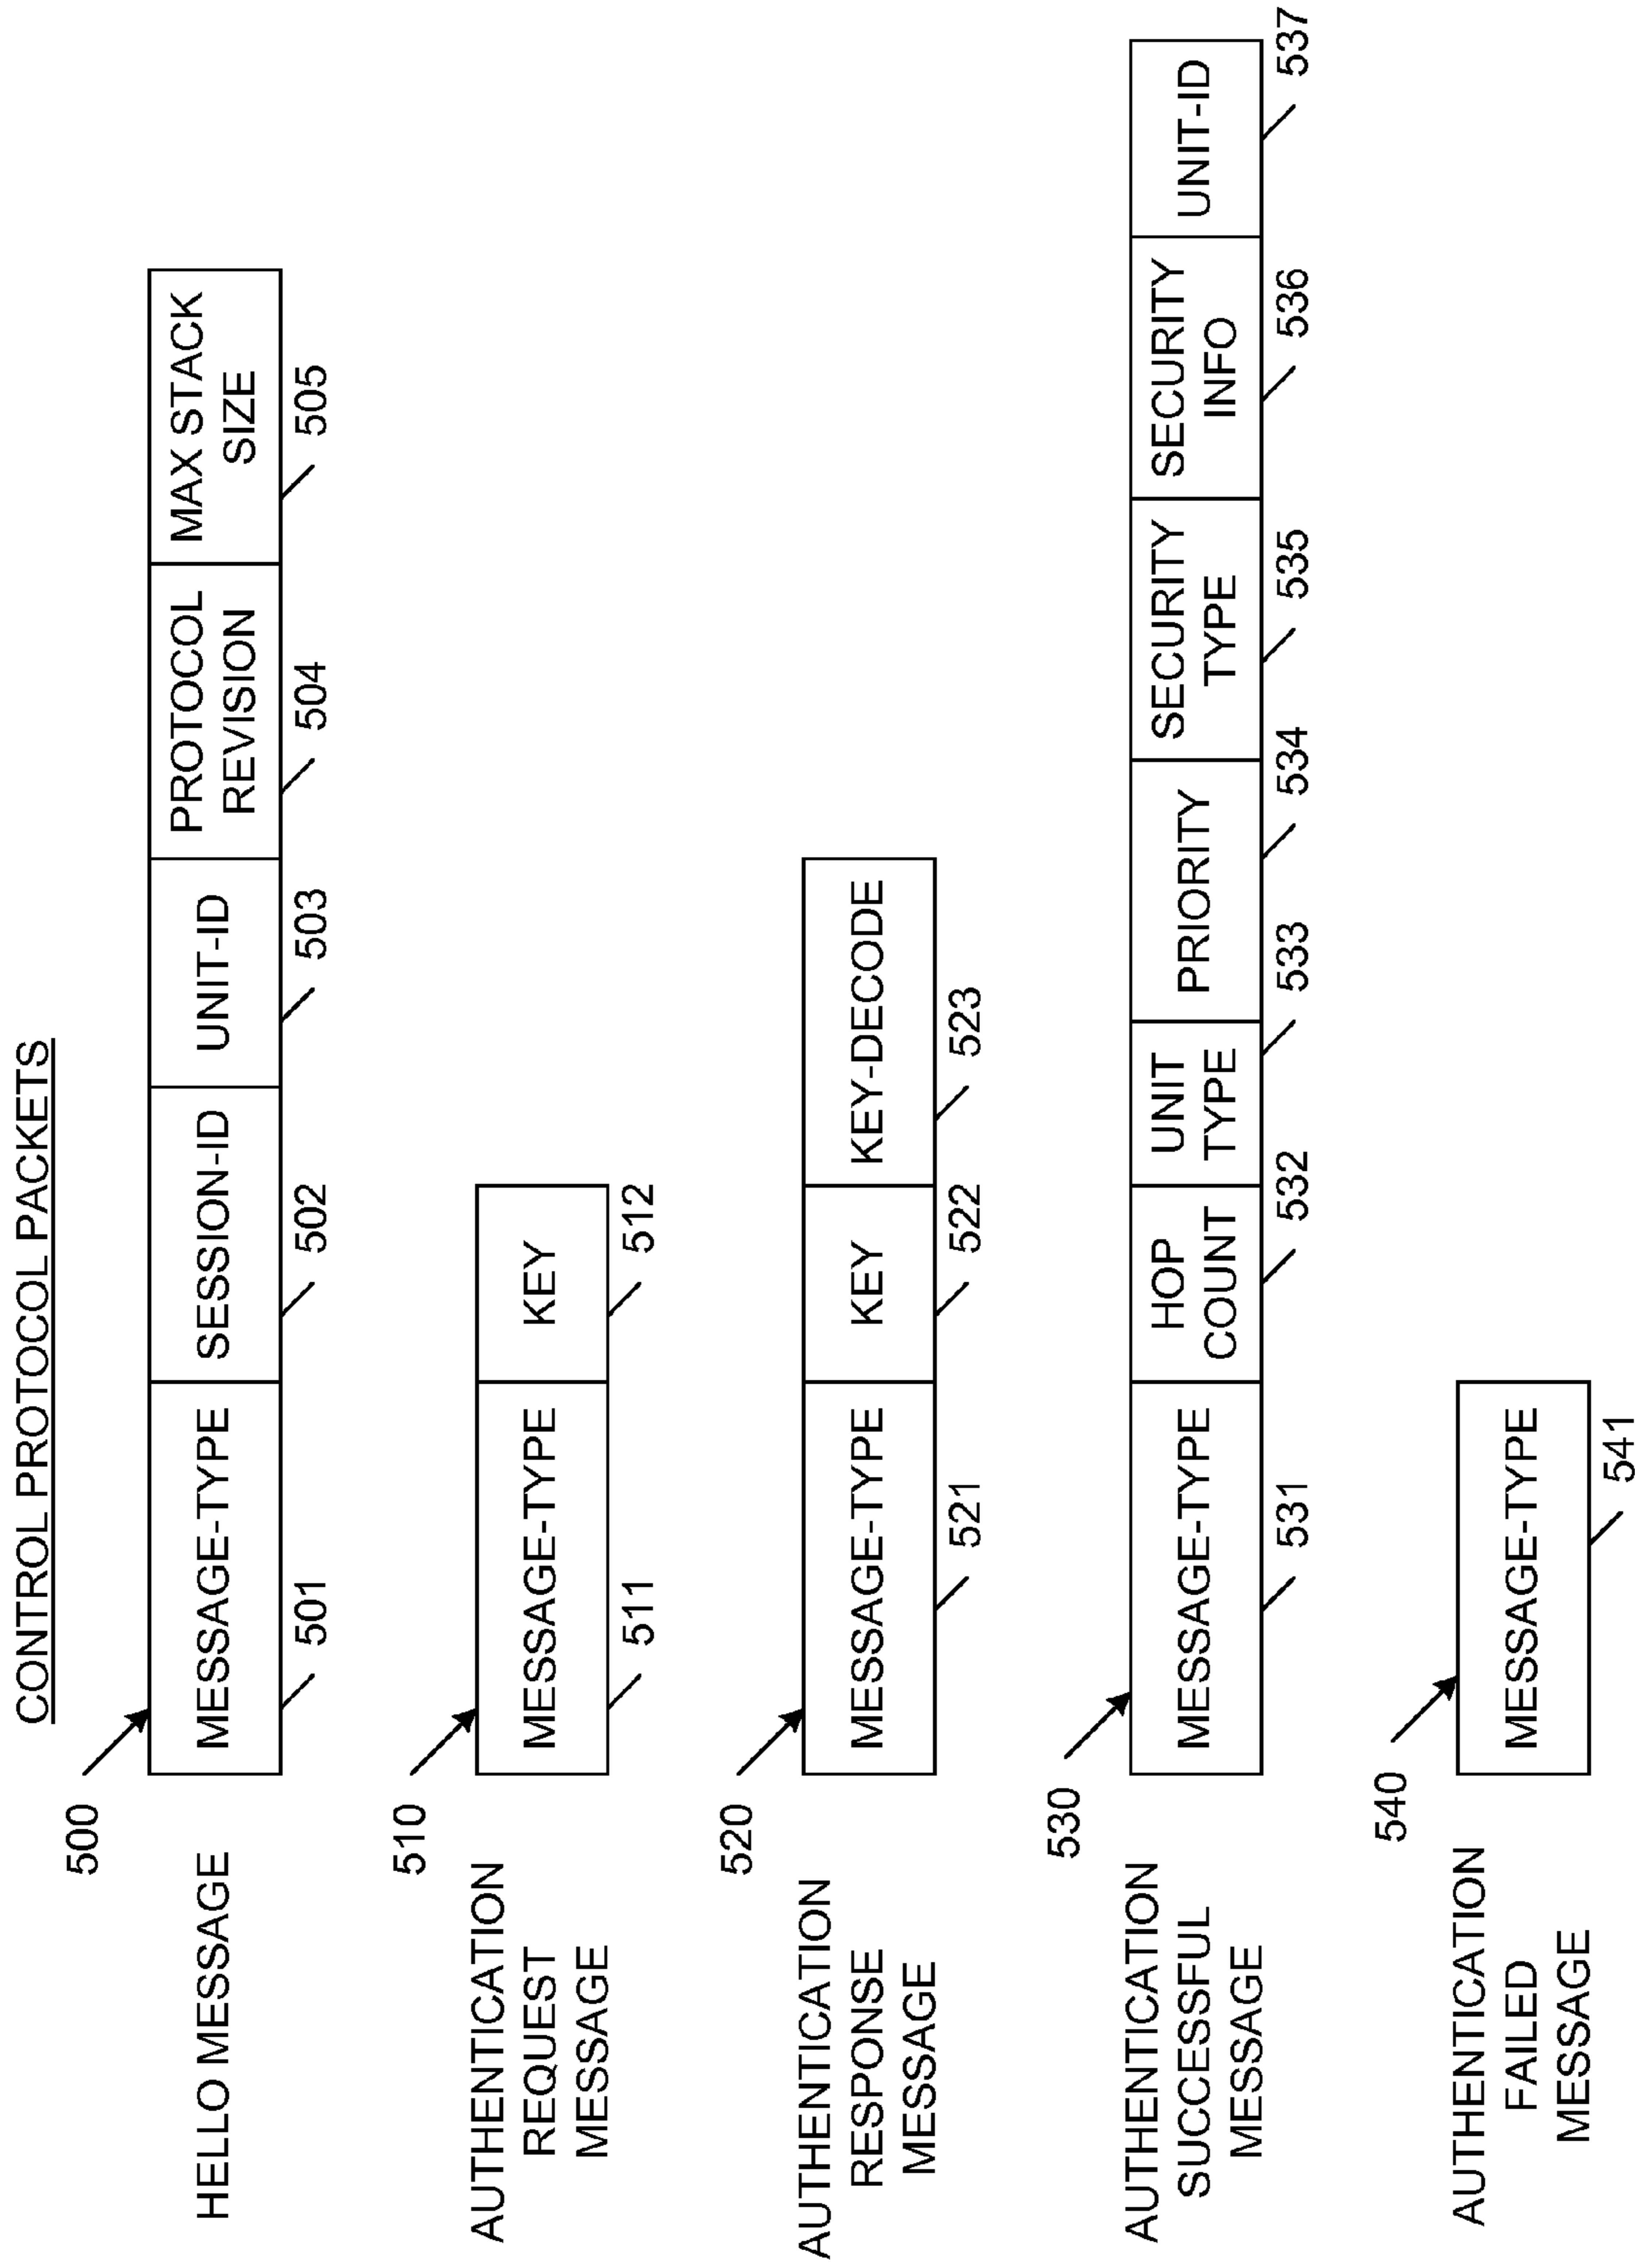 CONTROL PROTOCOL PACKETS
500
HELLO MESSAGE
MESSAGE-TYPE
SESSION-ID
UNIT-ID
PROTOCOL
REVISION
MAX STACK
SIZE
501
502
503
504
505
510
AUTHENTICATION
REQUEST
MESSAGE
MESSAGE-TYPE
KEY
511
512
520
AUTHENTICATION
RESPONSE
MESSAGE
MESSAGE-TYPE
KEY
KEY-DECODE
521
522
523
530
AUTHENTICATION
SUCCESSFUL
MESSAGE
MESSAGE-TYPE
HOP
COUNT
UNIT
TYPE
PRIORITY
SECURITY
TYPE
SECURITY
INFO
UNIT-ID
531
532
533
534
535
536
537
540
AUTHENTICATION
FAILED
MESSAGE
MESSAGE-TYPE
541